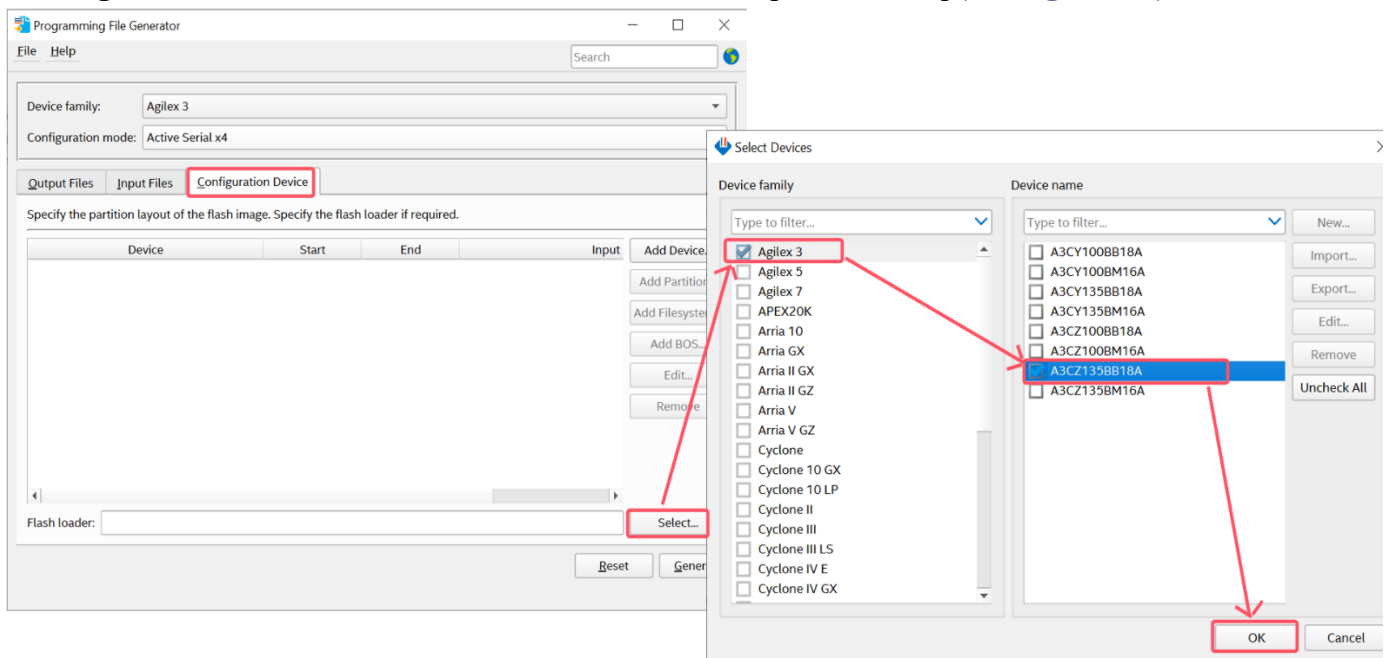 Programming File Generator
File Help
Search
Device family: Agilex 3
Configuration mode: Active Serial x4
Output Files Input Files Configuration Device
Specify the partition layout of the flash image. Specify the flash loader if required.
Device Start End Input
Add Device
Add Partition
Add Filesyste
Add BOS...
Edit...
Remove
Flash loader:
Select...
Reset Gener
Select Devices
Device family
Type to filter...
Agilex 3
Agilex 5
Agilex 7
APEX20K
Arria 10
Arria GX
Arria II GX
Arria II GZ
Arria V
Arria V GZ
Cyclone
Cyclone 10 GX
Cyclone 10 LP
Cyclone II
Cyclone III
Cyclone III LS
Cyclone IV E
Cyclone IV GX
Device name
Type to filter...
A3CY100BB18A
A3CY100BM16A
A3CY135BB18A
A3CY135BM16A
A3CZ100BB18A
A3CZ100BM16A
A3CZ135BB18A
A3CZ135BM16A
New...
Import...
Export...
Edit...
Remove
Uncheck All
OK Cancel